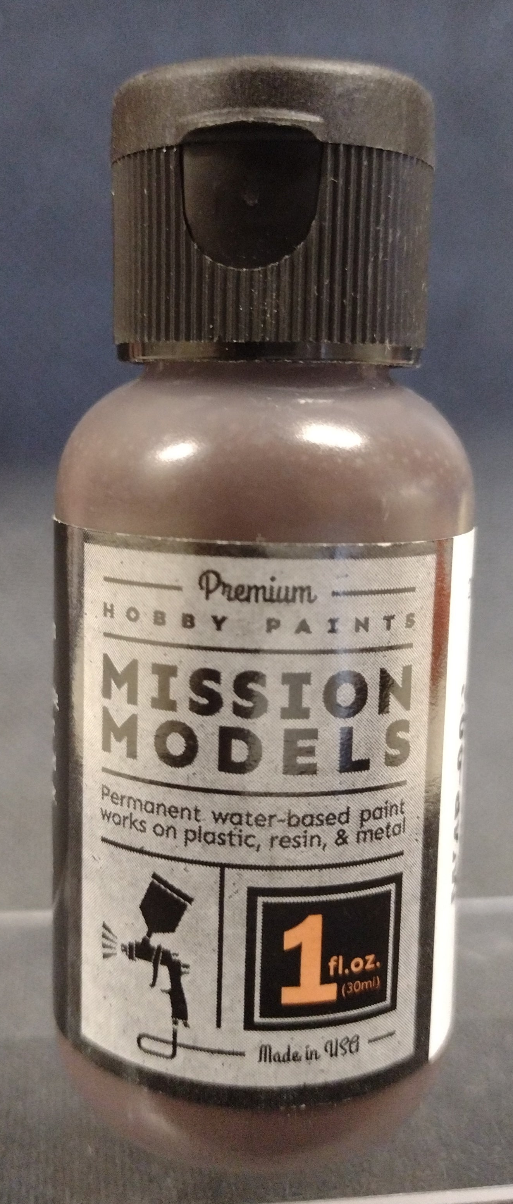 Premium
HOBBY PAINTS
MISSION
MODELS
Permanent water-based paint
works on plastic, resin, & metal
1 fl.oz.
(30ml)
Made in USA